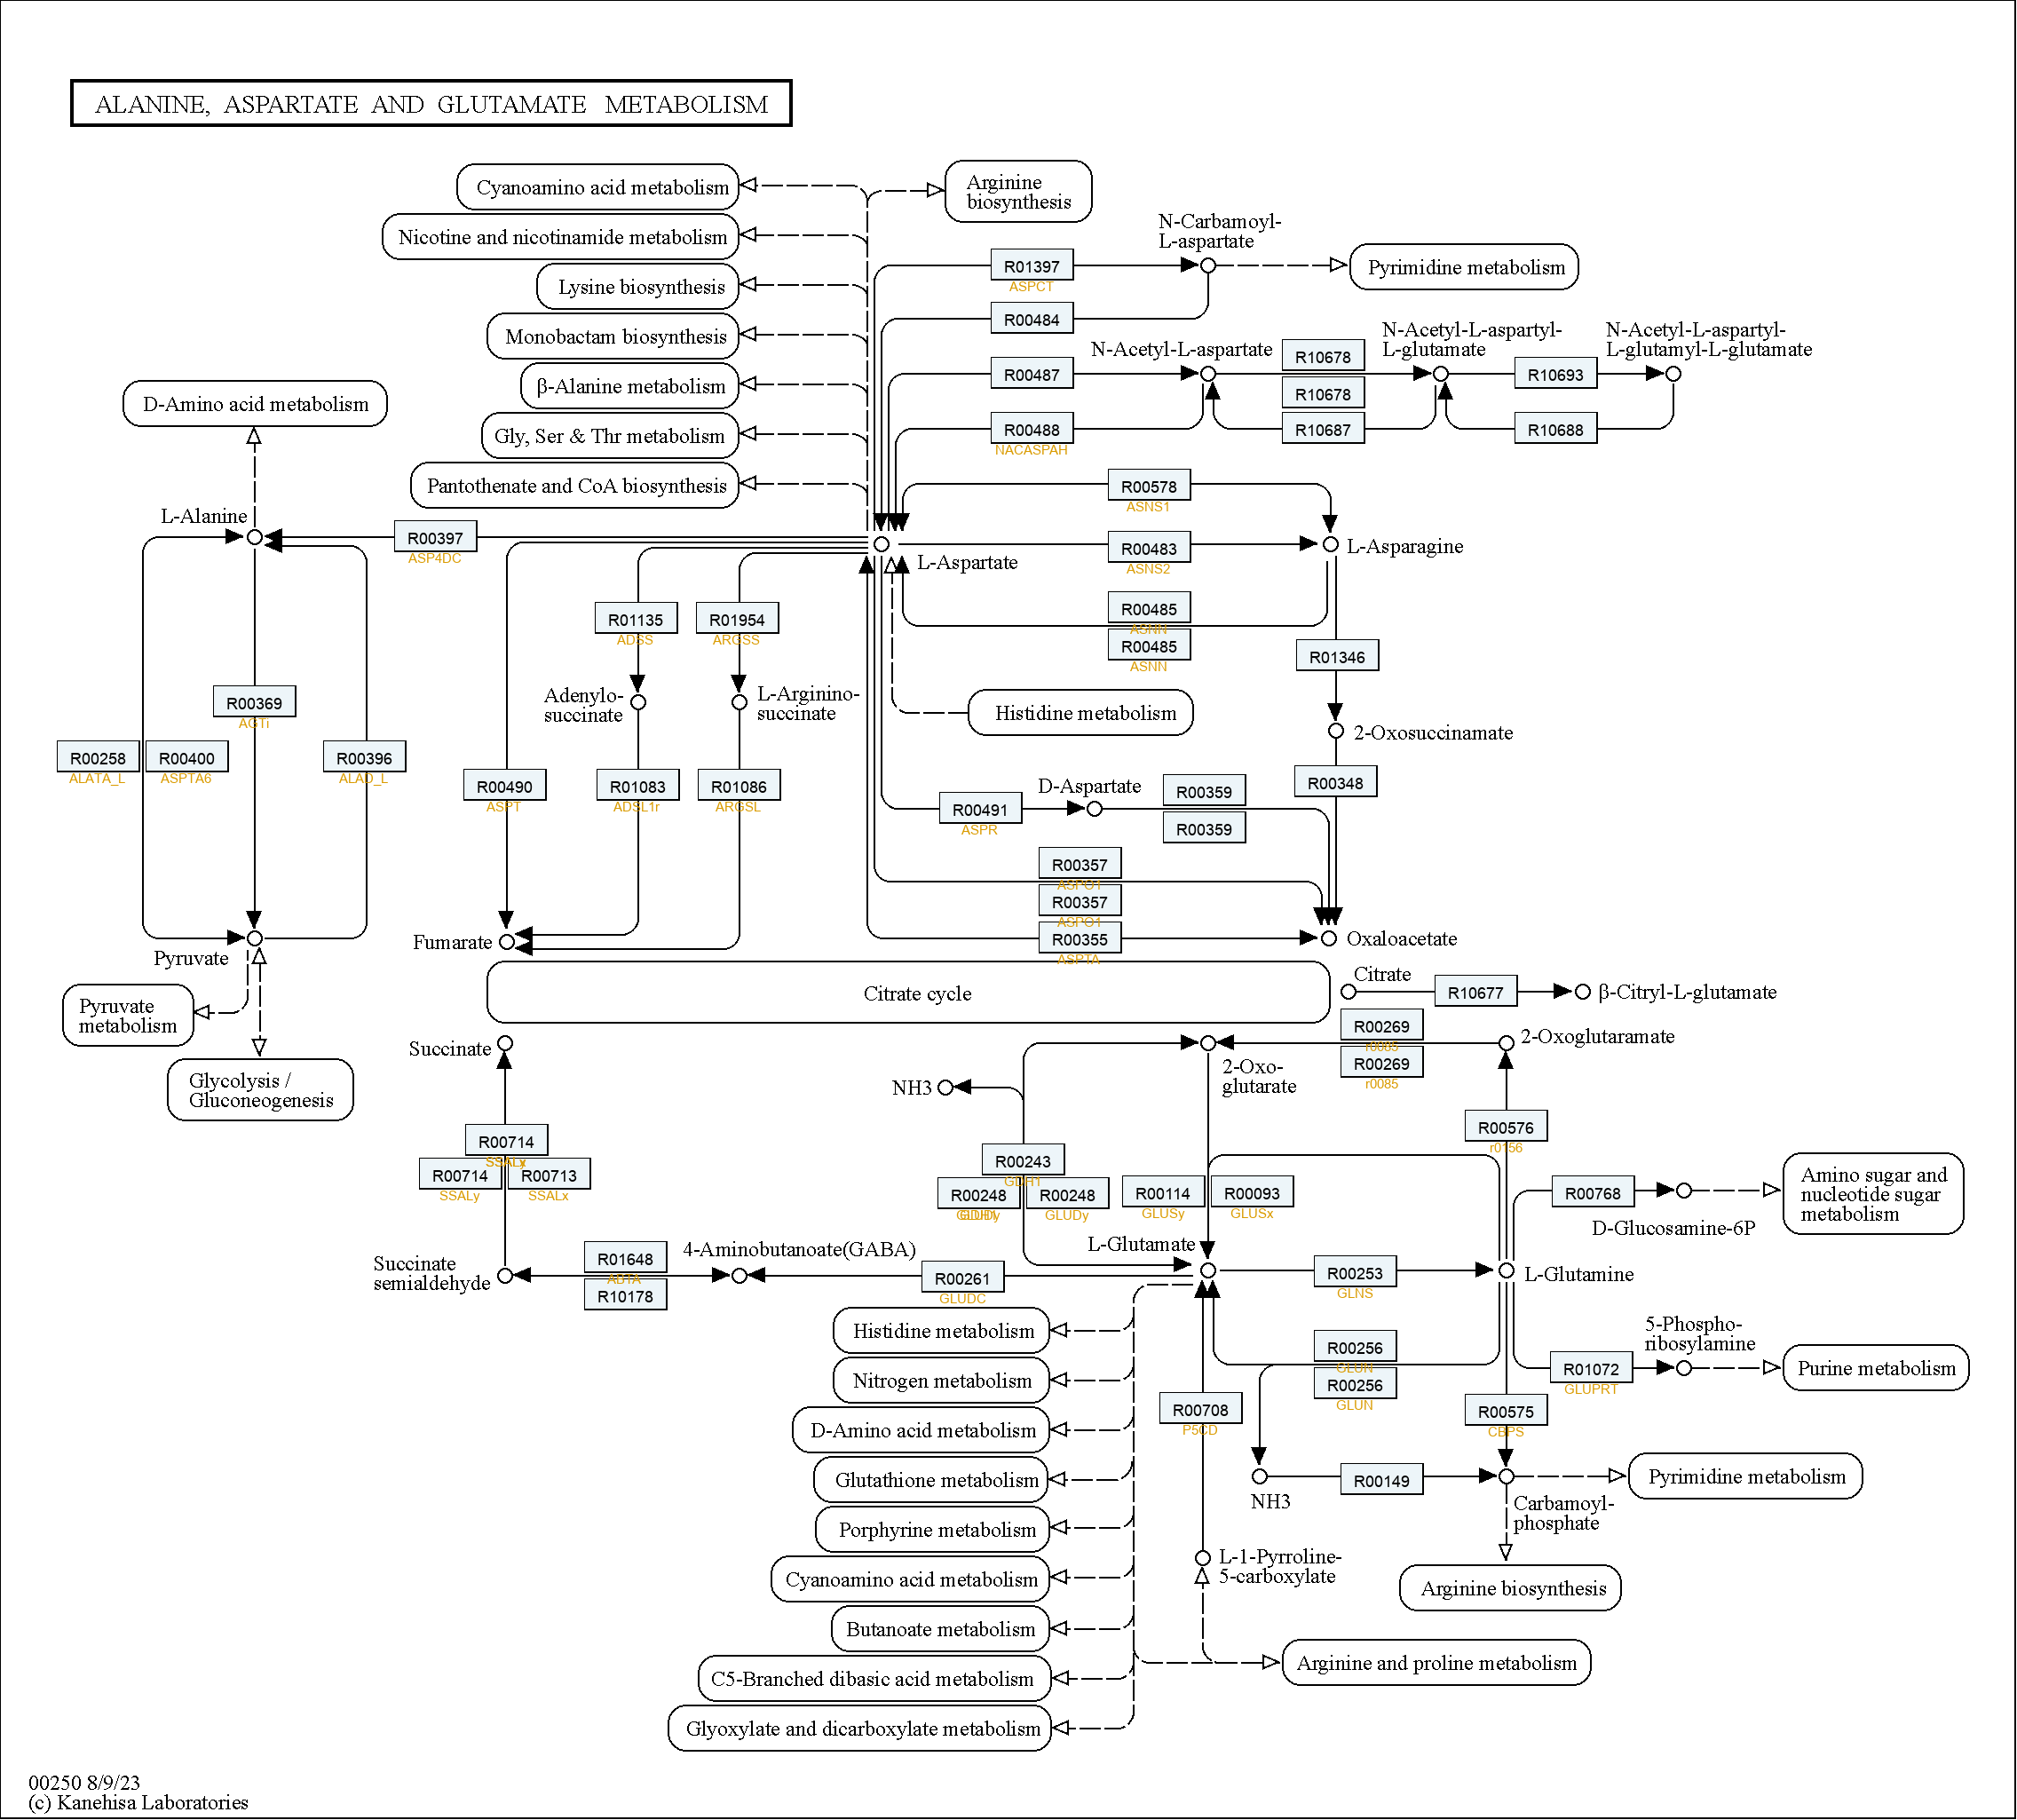 ALANINE, ASPARTATE AND GLUTAMATE METABOLISM
Cyanoamino acid metabolism
Arginine
biosynthesis
Nicotine and nicotinamide metabolism
N-Carbamoyl-
L-aspartate
Lysine biosynthesis
R01397
ASPCT
Pyrimidine metabolism
Monobactam biosynthesis
R00484
β-Alanine metabolism
N-Acetyl-L-aspartate
N-Acetyl-L-aspartyl-
L-glutamate
N-Acetyl-L-aspartyl-
L-glutamyl-L-glutamate
R00487
R10678
R10678
R10693
D-Amino acid metabolism
Gly, Ser & Thr metabolism
R00488
NACASPAH
R10687
R10688
Pantothenate and CoA biosynthesis
R00578
ASNS1
L-Alanine
R00397
ASP4DC
L-Aspartate
R00483
ASNS2
L-Asparagine
R01135
ADSS
R01954
ARGSS
R00485
ASNN
R00485
ASNN
R01346
R00369
AGTi
Adenylo-
succinate
L-Arginino-
succinate
Histidine metabolism
2-Oxosuccinamate
R00258
ALATA_L
R00400
ASPTA6
R00396
ALAD_L
R00490
ASPT
R01083
ADSL1r
R01086
ARGSL
R00491
ASPR
D-Aspartate
R00359
R00359
R00348
R00357
ASPO1
R00357
ASPO1
R00355
ASPTA
Pyruvate
Fumarate
Oxaloacetate
Citrate cycle
Citrate
R10677
β-Citryl-L-glutamate
Pyruvate
metabolism
Glycolysis /
Gluconeogenesis
Succinate
NH3
2-Oxo-
glutarate
R00269
r0085
R00269
r0085
2-Oxoglutaramate
R00714
R00714
SSALy
R00713
SSALx
R00243
GDH1
R00248
R00248
GLUDy
R00114
GLUSy
R00093
GLUSx
R00576
r0156
R00768
D-Glucosamine-6P
Amino sugar and
nucleotide sugar
metabolism
Succinate
semialdehyde
R01648
ABTA
R10178
4-Aminobutanoate(GABA)
R00261
GLUDC
L-Glutamate
R00253
GLNS
L-Glutamine
Histidine metabolism
Nitrogen metabolism
D-Amino acid metabolism
Glutathione metabolism
Porphyrine metabolism
Cyanoamino acid metabolism
Butanoate metabolism
C5-Branched dibasic acid metabolism
Glyoxylate and dicarboxylate metabolism
R00256
GLUN
R00256
GLUN
5-Phospho-
ribosylamine
R01072
GLUPRT
Purine metabolism
R00708
P5CD
R00575
CBPS
NH3
R00149
Carbamoyl-
phosphate
Pyrimidine metabolism
L-1-Pyrroline-
5-carboxylate
Arginine biosynthesis
Arginine and proline metabolism
00250 8/9/23
(c) Kanehisa Laboratories